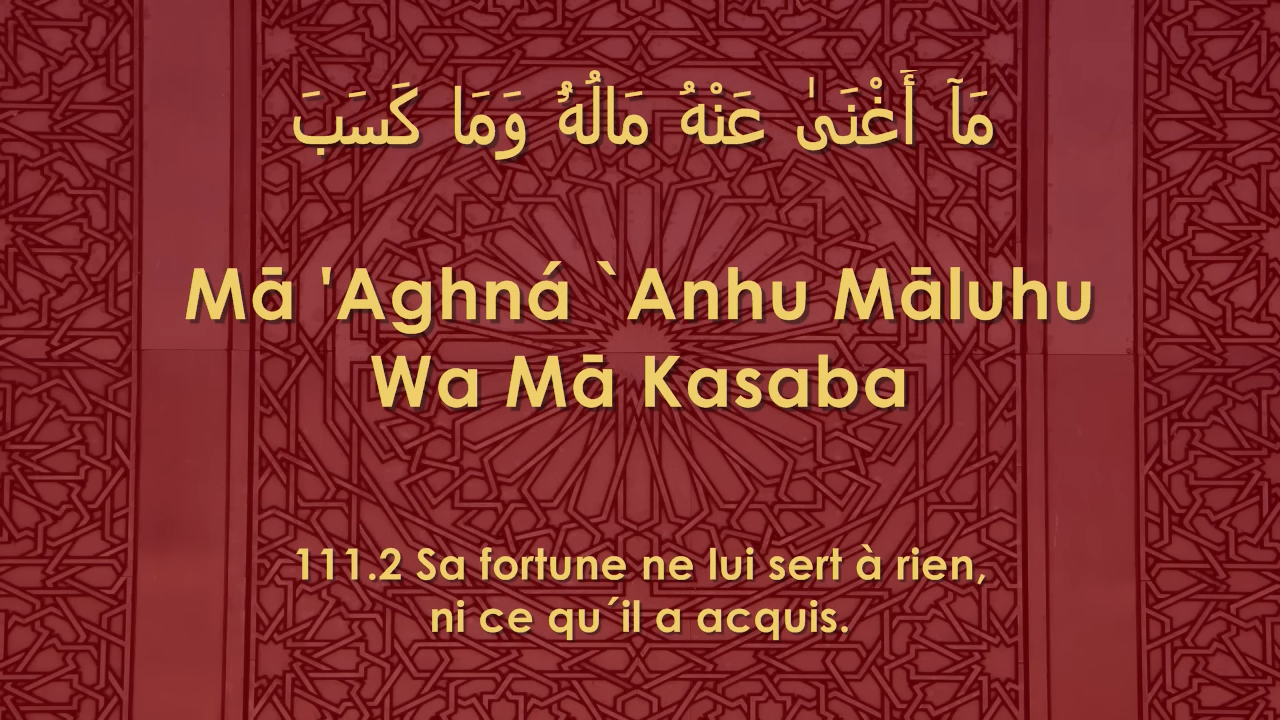 مَآ أَغْنَىٰ عَنْهُ مَالُهُ وَمَا كَسَبَ
Mā 'Aghná `Anhu Māluhu
Wa Mā Kasaba
111.2 Sa fortune ne lui sert à rien,
ni ce qu´il a acquis.